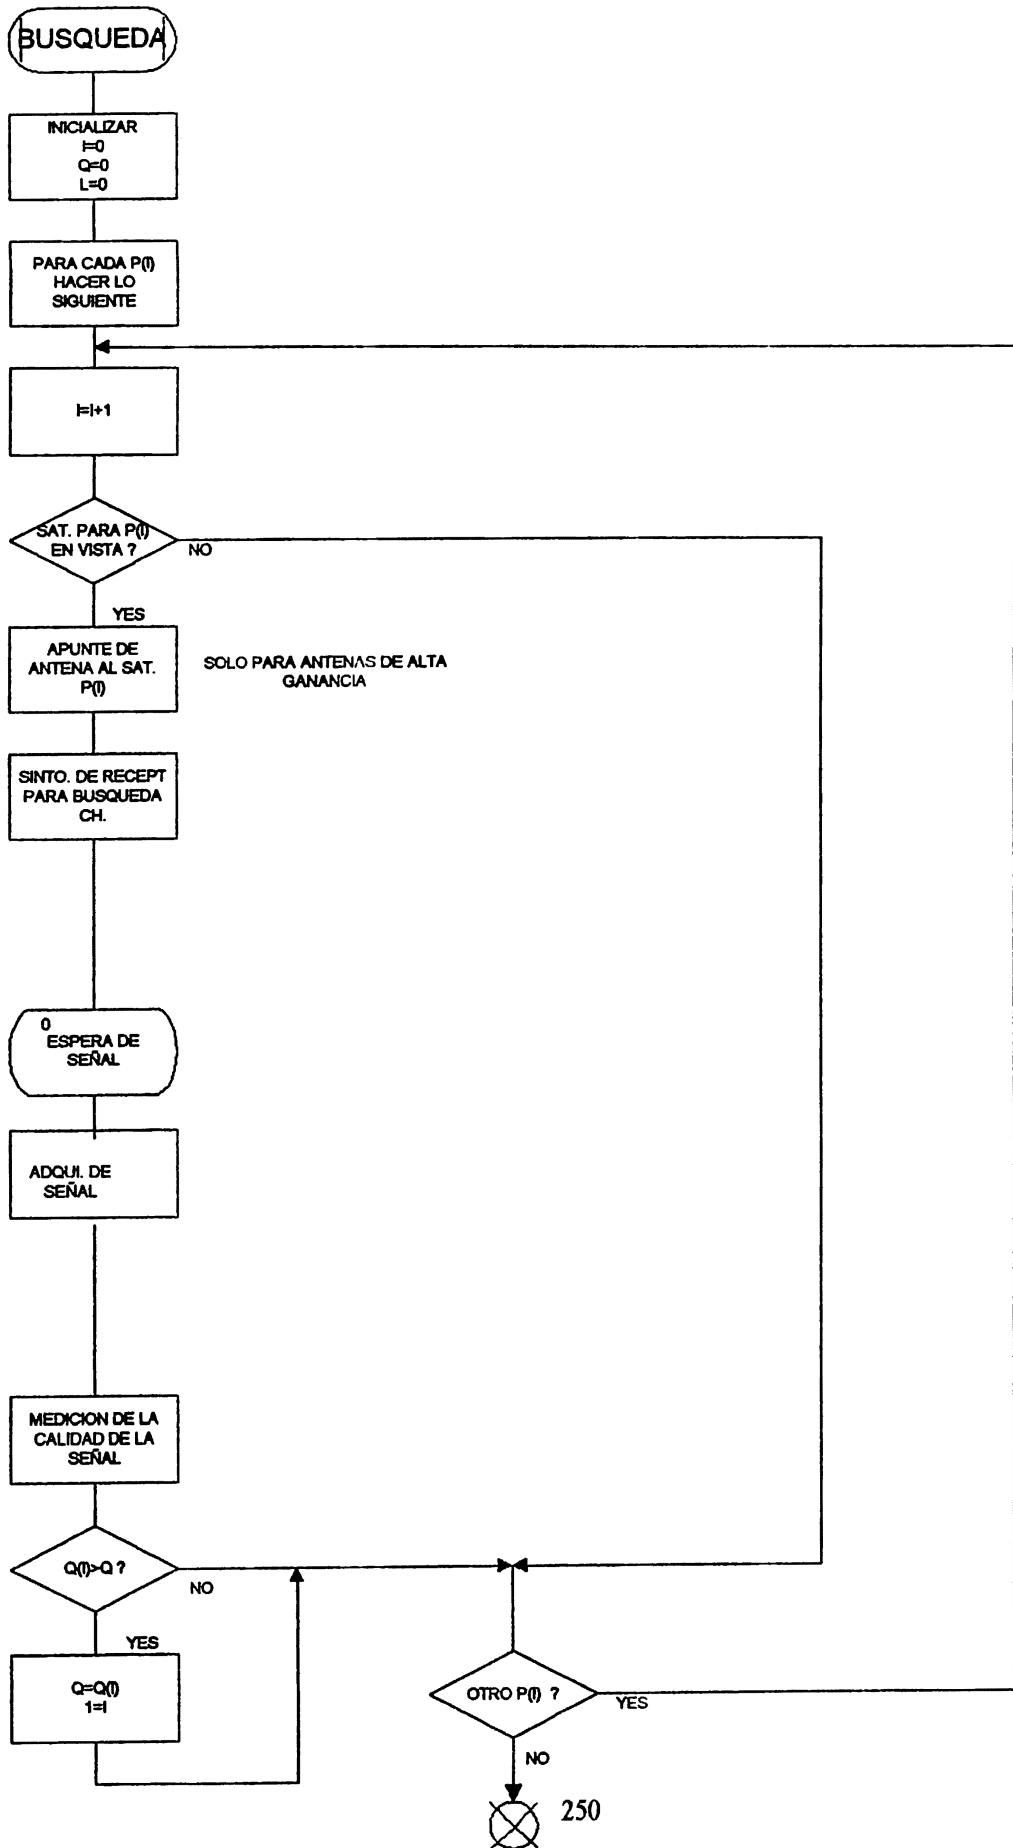 BUSQUEDA
INICIALIZAR
I=0
Q=0
L=0
PARA CADA P(I)
HACER LO
SIGUIENTE
I=I+1
SAT. PARA P(I)
EN VISTA ?
NO
YES
APUNTE DE
ANTENA AL SAT.
P(I)
SOLO PARA ANTENAS DE ALTA
GANANCIA
SINTO. DE RECEPT
PARA BUSQUEDA
CH.
0
ESPERA DE
SEÑAL
ADQUI. DE
SEÑAL
MEDICION DE LA
CALIDAD DE LA
SEÑAL
Q(I)>Q ?
NO
YES
Q=Q(I)
1=I
OTRO P(I) ?
YES
NO
250